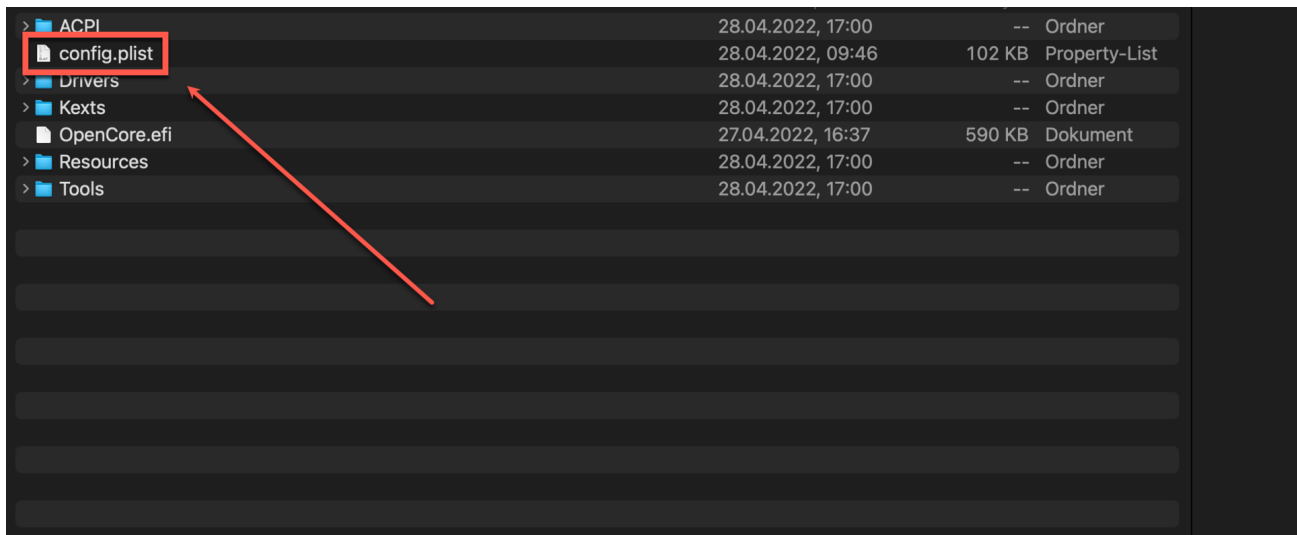 ACPI 28.04.2022, 17:00 -- Ordner
config.plist 28.04.2022, 09:46 102 KB Property-List
Drivers 28.04.2022, 17:00 -- Ordner
Kexts 28.04.2022, 17:00 -- Ordner
OpenCore.efi 27.04.2022, 16:37 590 KB Dokument
Resources 28.04.2022, 17:00 -- Ordner
Tools 28.04.2022, 17:00 -- Ordner